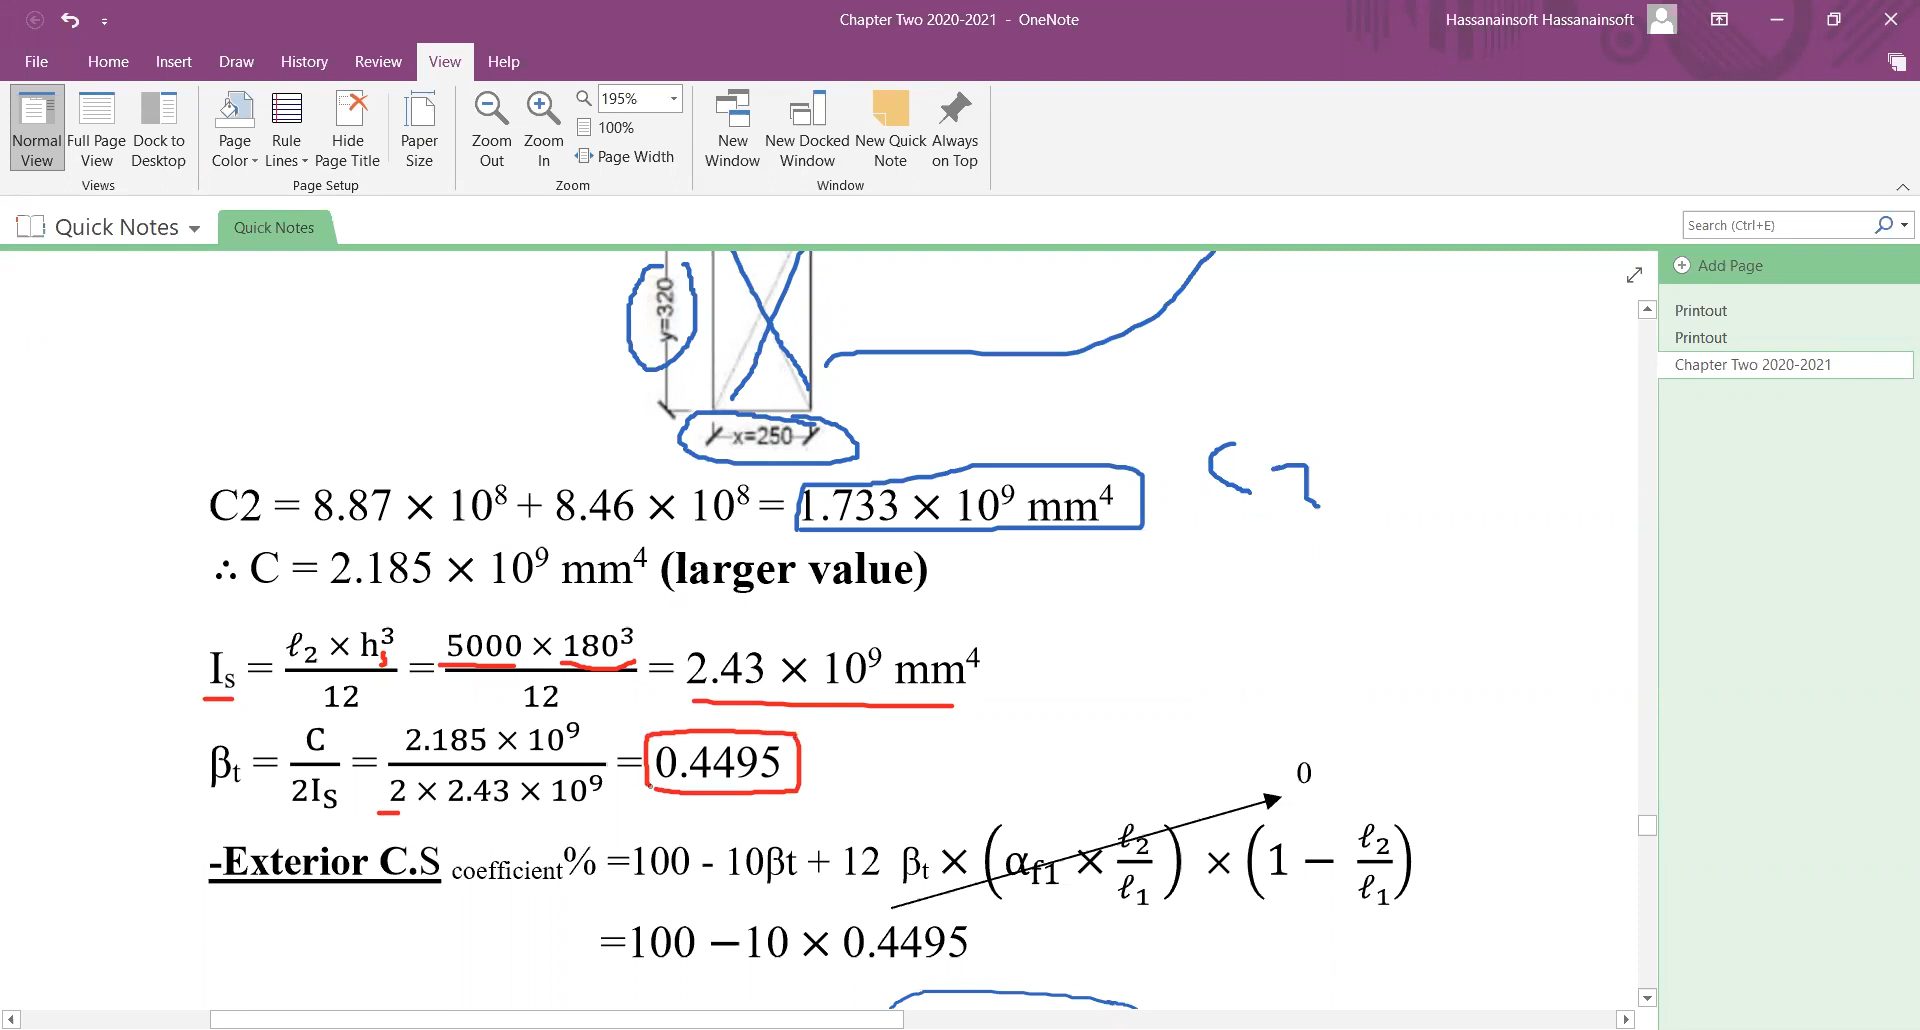 Chapter Two 2020-2021 - OneNote
Hassanainsoft Hassanainsoft
File Home Insert Draw History Review View Help
Normal View
Full Page View
Dock to Desktop
Views
Page Color
Rule Lines
Hide Page Title
Paper Size
Page Setup
Zoom Out
Zoom In
195%
100%
Page Width
Zoom
New Window
New Docked Window
New Quick Note
Always on Top
Window
Quick Notes
Quick Notes
Search (Ctrl+E)
Add Page
Printout
Printout
Chapter Two 2020-2021
y=320
x=250
C2 = 8.87 × 10⁸ + 8.46 × 10⁸ = 1.733 × 10⁹ mm⁴
∴ C = 2.185 × 10⁹ mm⁴ (larger value)
Iₛ = (ℓ₂ × h³)/12 = (5000 × 180³)/12 = 2.43 × 10⁹ mm⁴
βₜ = C/(2Iₛ) = (2.185 × 10⁹)/(2 × 2.43 × 10⁹) = 0.4495
0
-Exterior C.S coefficient% =100 - 10βt + 12 βₜ × (αf1 × ℓ₂/ℓ₁) × (1 − ℓ₂/ℓ₁)
=100 −10 × 0.4495